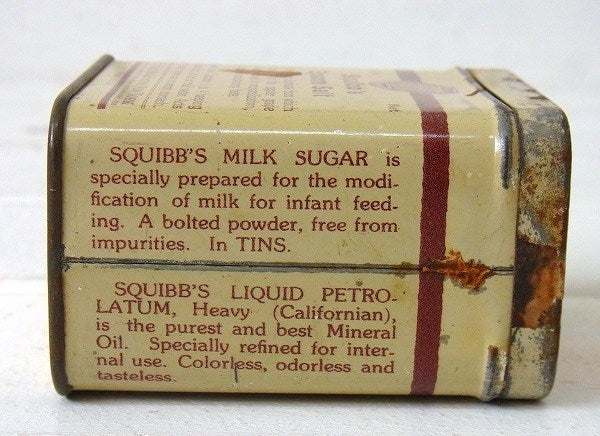 SQUIBB'S MILK SUGAR is
specially prepared for the modi-
fication of milk for infant feed-
ing. A bolted powder, free from
impurities. In TINS.
SQUIBB'S LIQUID PETRO-
LATUM, Heavy (Californian),
is the purest and best Mineral
Oil. Specially refined for inter-
nal use. Colorless, odorless and
tasteless.